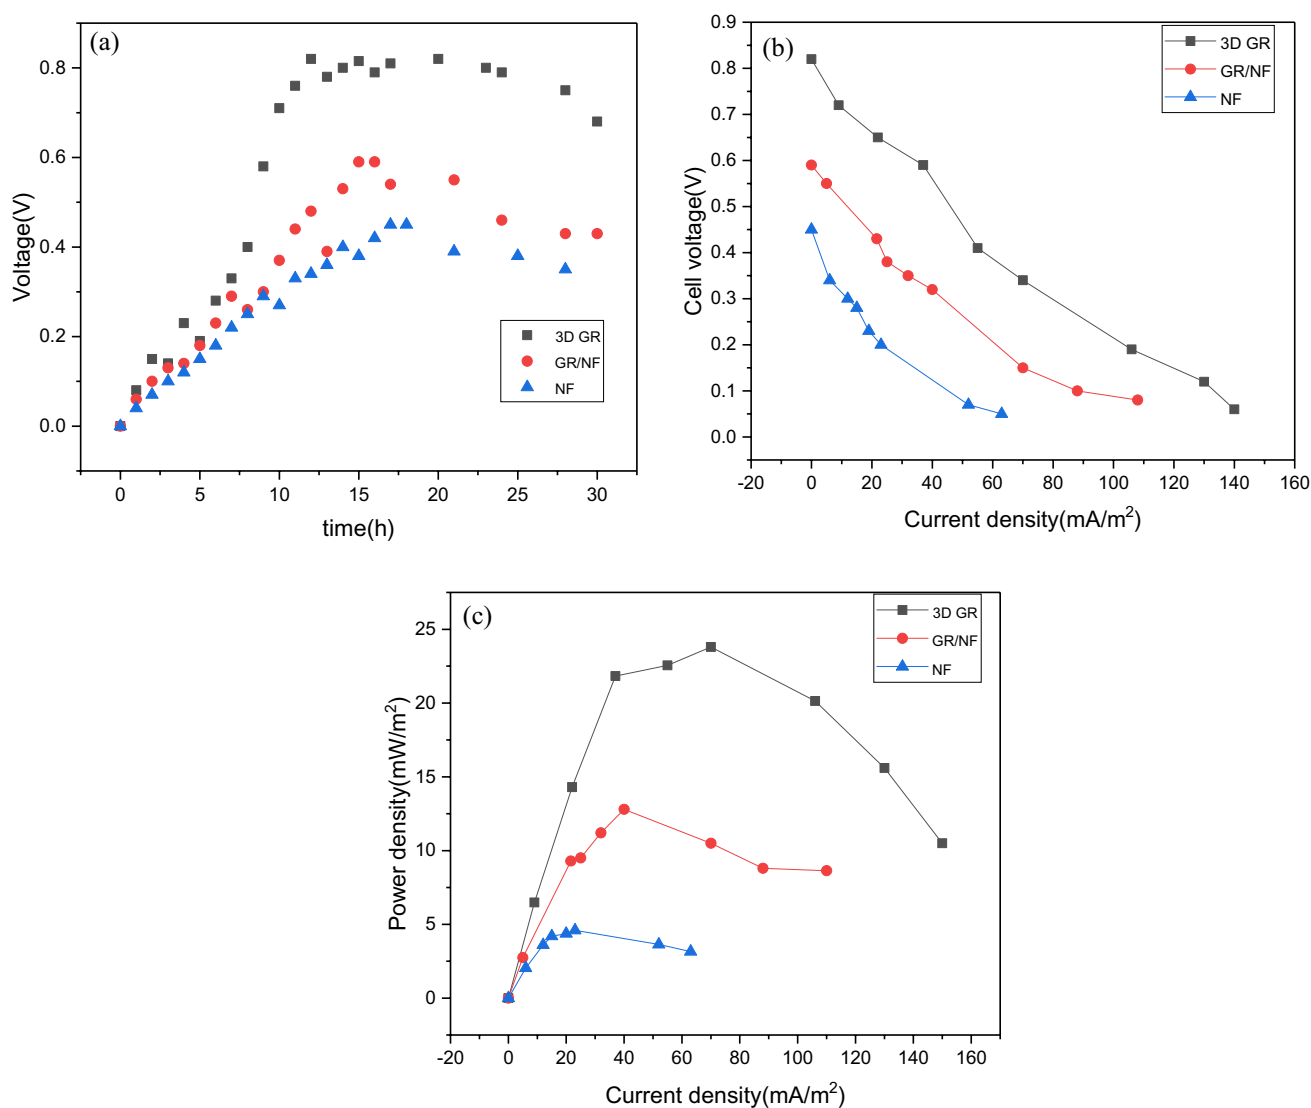 (a)
Voltage(V)
0.8
0.6
0.4
0.2
0.0
3D GR
GR/NF
NF
0 5 10 15 20 25 30
time(h)
(b)
Cell voltage(V)
0.9
0.8
0.7
0.6
0.5
0.4
0.3
0.2
0.1
0.0
3D GR
GR/NF
NF
-20 0 20 40 60 80 100 120 140 160
Current density(mA/m²)
(c)
Power density(mW/m²)
25
20
15
10
5
0
3D GR
GR/NF
NF
-20 0 20 40 60 80 100 120 140 160
Current density(mA/m²)